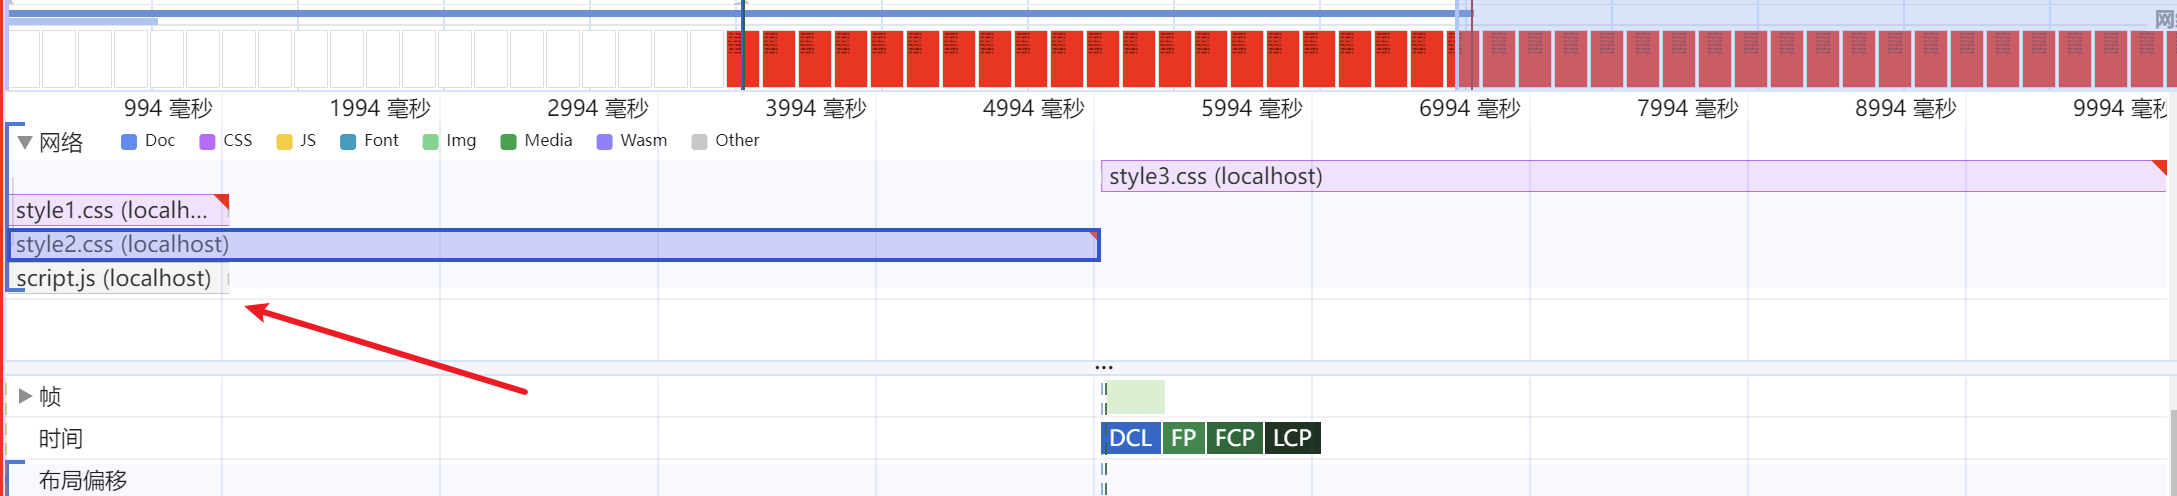 网
994 毫秒 1994 毫秒 2994 毫秒 3994 毫秒 4994 毫秒 5994 毫秒 6994 毫秒 7994 毫秒 8994 毫秒 9994
▼ 网络 Doc CSS JS Font Img Media Wasm Other
style3.css (localhost)
style1.css (localh...
style2.css (localhost)
script.js (localhost)
...
▶ 帧
时间 DCL FP FCP LCP
布局偏移